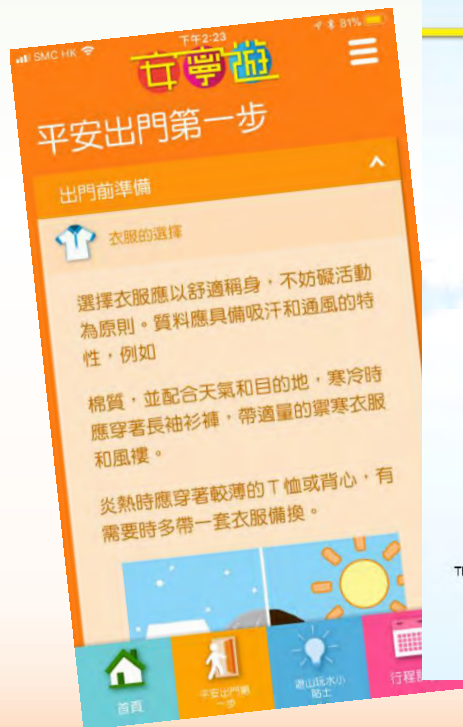 SMC HK
下午2:23
81%
安寧遊
平安出門第一步
出門前準備
衣服的選擇
選擇衣服應以舒適稱身，不妨礙活動
為原則。質料應具備吸汗和通風的特
性，例如
棉質，並配合天氣和目的地，寒冷時
應穿著長袖衫褲，帶適量的禦寒衣服
和風褸。
炎熱時應穿著較薄的T恤或背心，有
需要時多帶一套衣服備換。
首頁
平安出門第
一步
遊山玩水小
貼士
行程